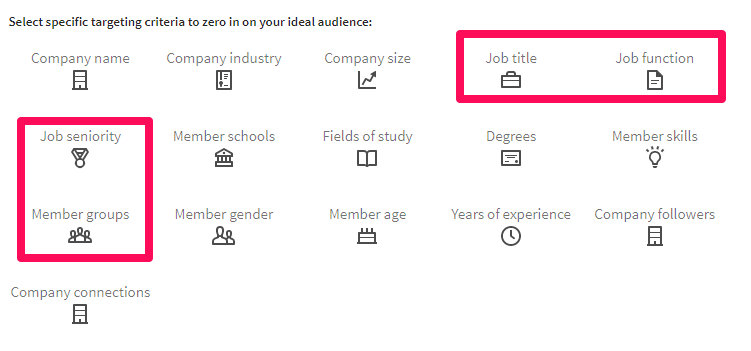 Select specific targeting criteria to zero in on your ideal audience:
Company name Company industry Company size Job title Job function
Job seniority Member schools Fields of study Degrees Member skills
Member groups Member gender Member age Years of experience Company followers
Company connections